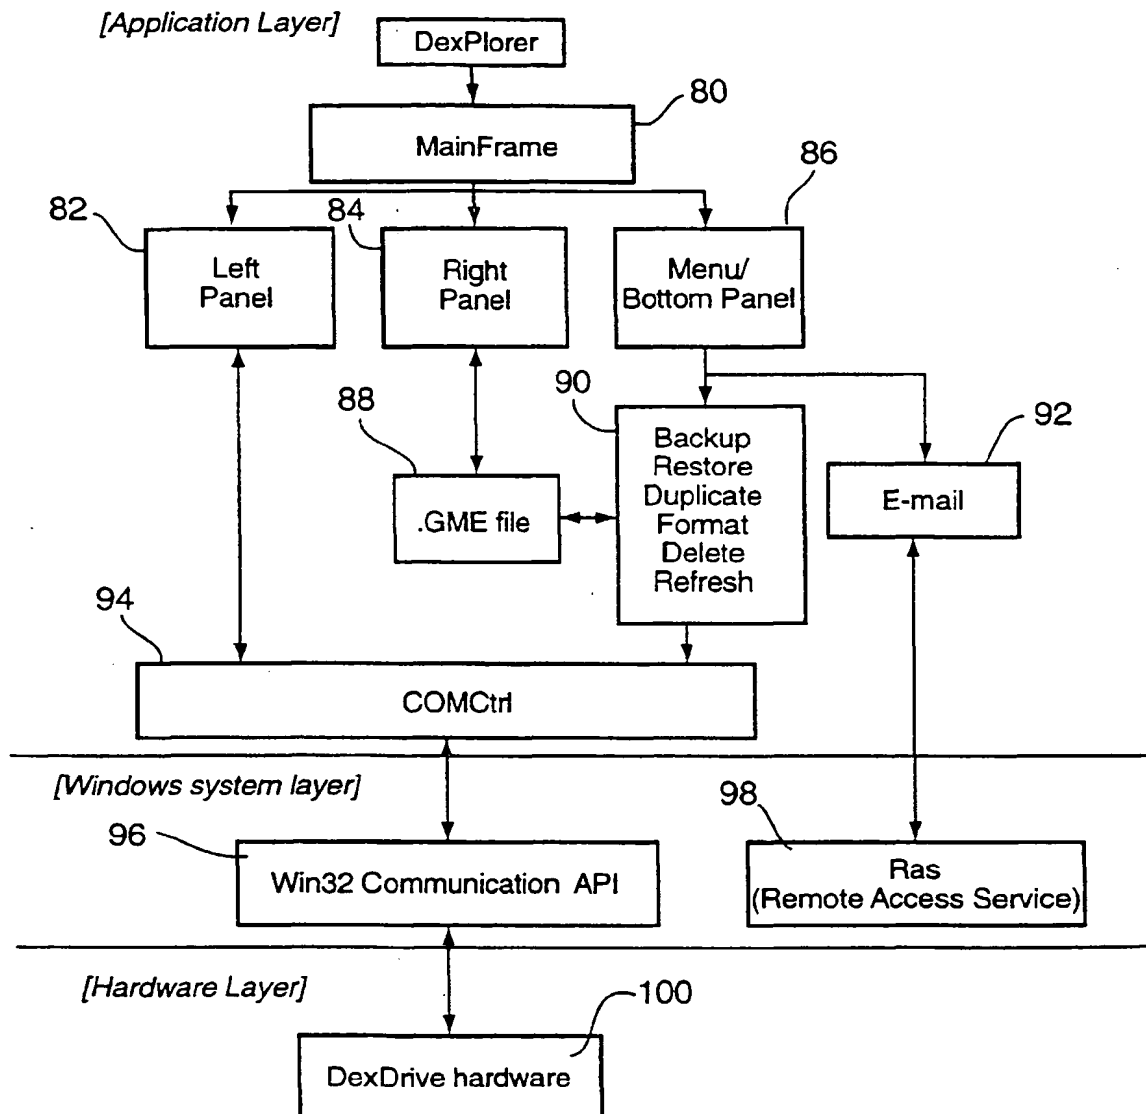 [Application Layer]
DexPlorer
80
MainFrame
86
82
84
Left
Panel
Right
Panel
Menu/
Bottom Panel
88
90
92
Backup
Restore
Duplicate
Format
Delete
Refresh
.GME file
E-mail
94
COMCtrl
[Windows system layer]
98
96
Win32 Communication API
Ras
(Remote Access Service)
[Hardware Layer]
100
DexDrive hardware